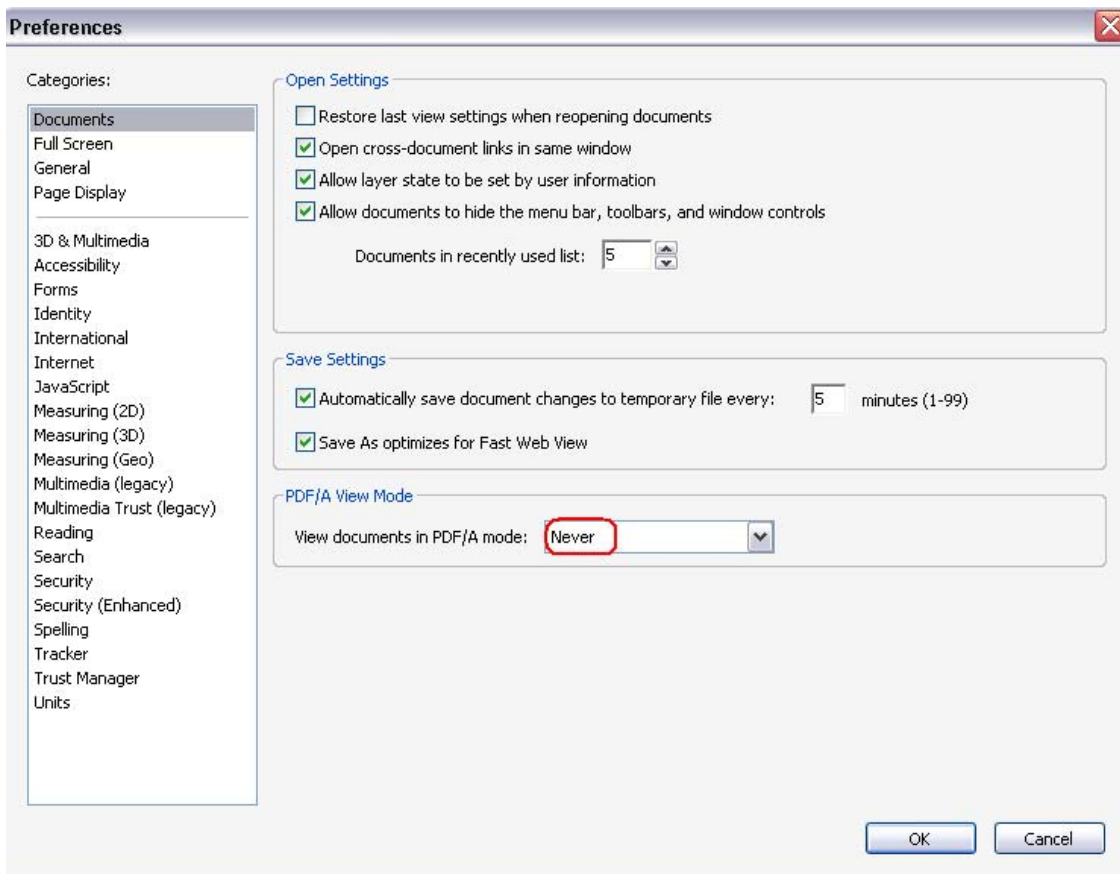 Preferences
Categories:
Documents
Full Screen
General
Page Display
3D & Multimedia
Accessibility
Forms
Identity
International
Internet
JavaScript
Measuring (2D)
Measuring (3D)
Measuring (Geo)
Multimedia (legacy)
Multimedia Trust (legacy)
Reading
Search
Security
Security (Enhanced)
Spelling
Tracker
Trust Manager
Units
Open Settings
Restore last view settings when reopening documents
Open cross-document links in same window
Allow layer state to be set by user information
Allow documents to hide the menu bar, toolbars, and window controls
Documents in recently used list: 5
Save Settings
Automatically save document changes to temporary file every: 5 minutes (1-99)
Save As optimizes for Fast Web View
PDF/A View Mode
View documents in PDF/A mode: Never
OK Cancel